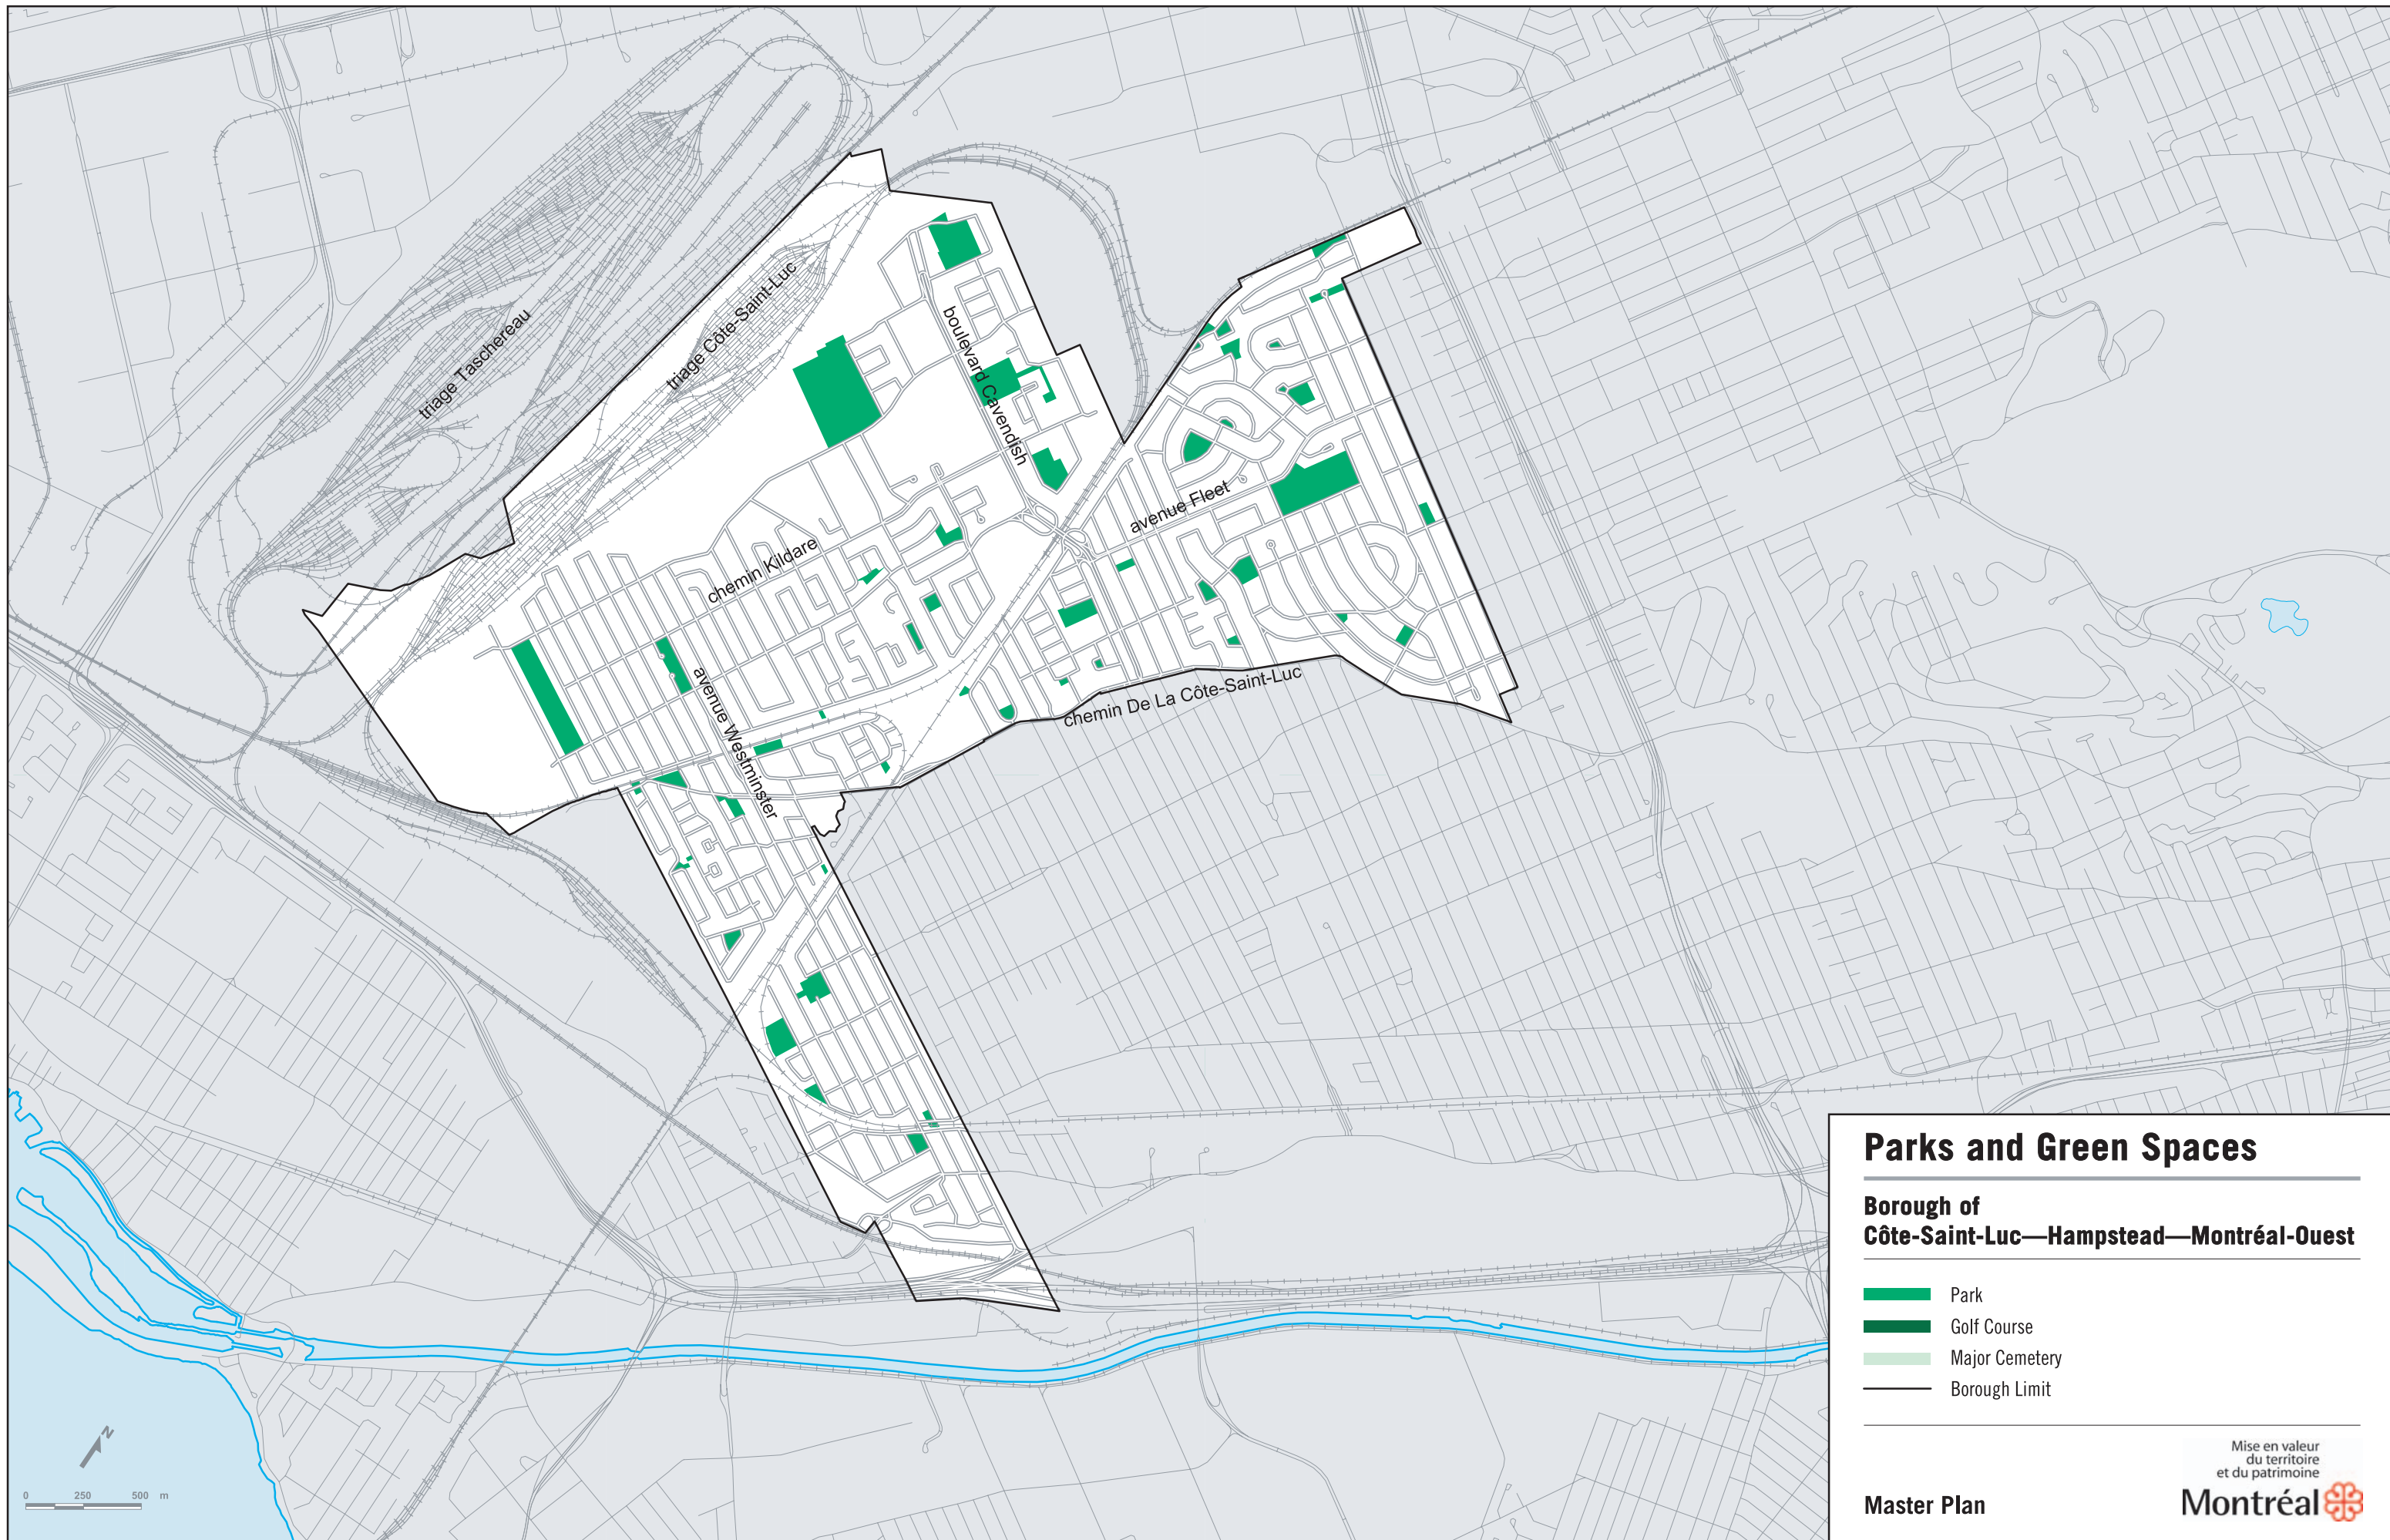 triage Taschereau
triage Côte-Saint-Luc
boulevard Cavendish
avenue Fleet
chemin Kildare
avenue Westminster
chemin De La Côte-Saint-Luc
N
0 250 500 m
Parks and Green Spaces
Borough of
Côte-Saint-Luc—Hampstead—Montréal-Ouest
Park
Golf Course
Major Cemetery
Borough Limit
Mise en valeur
du territoire
et du patrimoine
Master Plan
Montréal